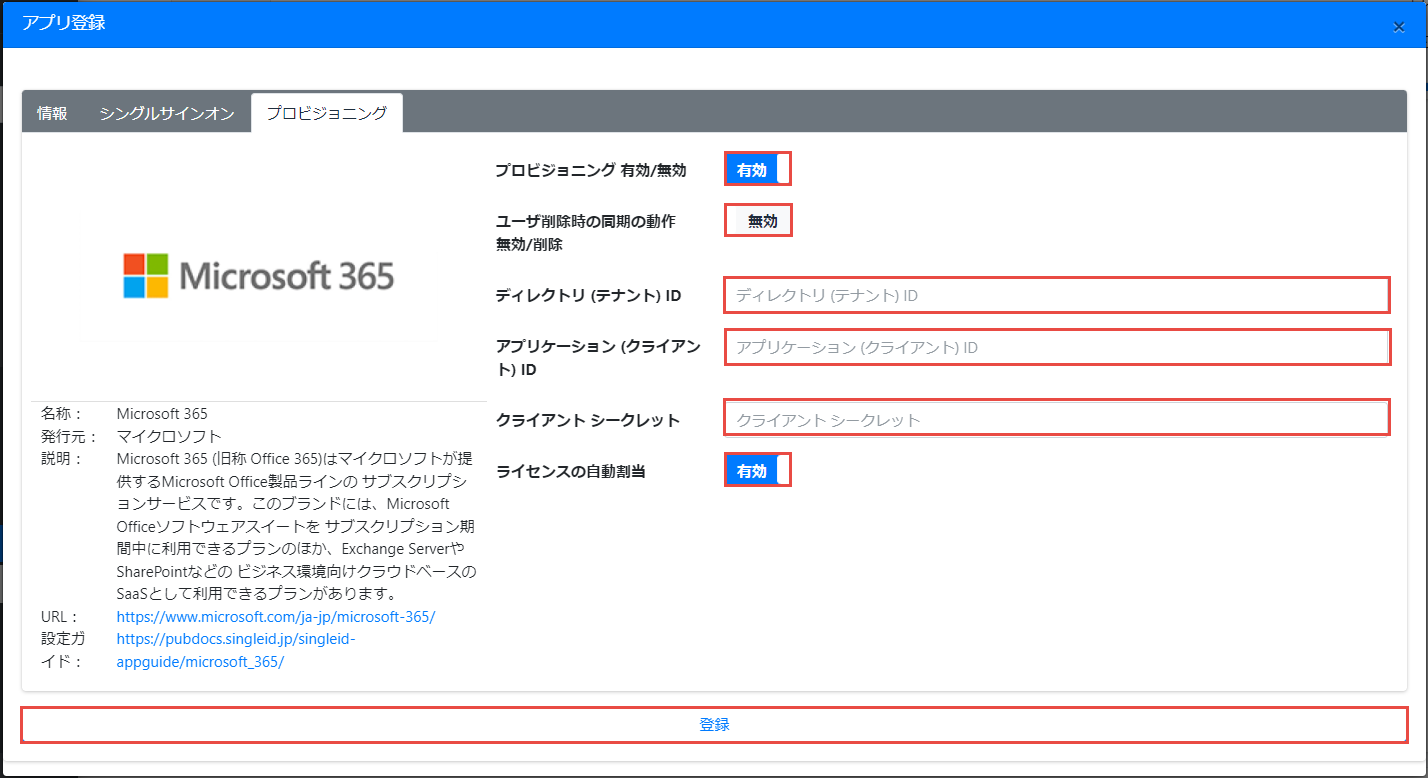 アプリ登録
×
情報 シングルサインオン プロビジョニング
Microsoft 365
名称： Microsoft 365
発行元： マイクロソフト
説明： Microsoft 365 (旧称 Office 365)はマイクロソフトが提
供するMicrosoft Office製品ラインの サブスクリプシ
ョンサービスです。このブランドには、Microsoft
Officeソフトウェアスイートを サブスクリプション期
間中に利用できるプランのほか、Exchange Serverや
SharePointなどの ビジネス環境向けクラウドベースの
SaaSとして利用できるプランがあります。
URL： https://www.microsoft.com/ja-jp/microsoft-365/
設定ガ https://pubdocs.singleid.jp/singleid-
イド： appguide/microsoft_365/
プロビジョニング 有効/無効 有効
ユーザ削除時の同期の動作 無効
無効/削除
ディレクトリ (テナント) ID ディレクトリ (テナント) ID
アプリケーション (クライアン アプリケーション (クライアント) ID
ト) ID
クライアント シークレット クライアント シークレット
ライセンスの自動割当 有効
登録